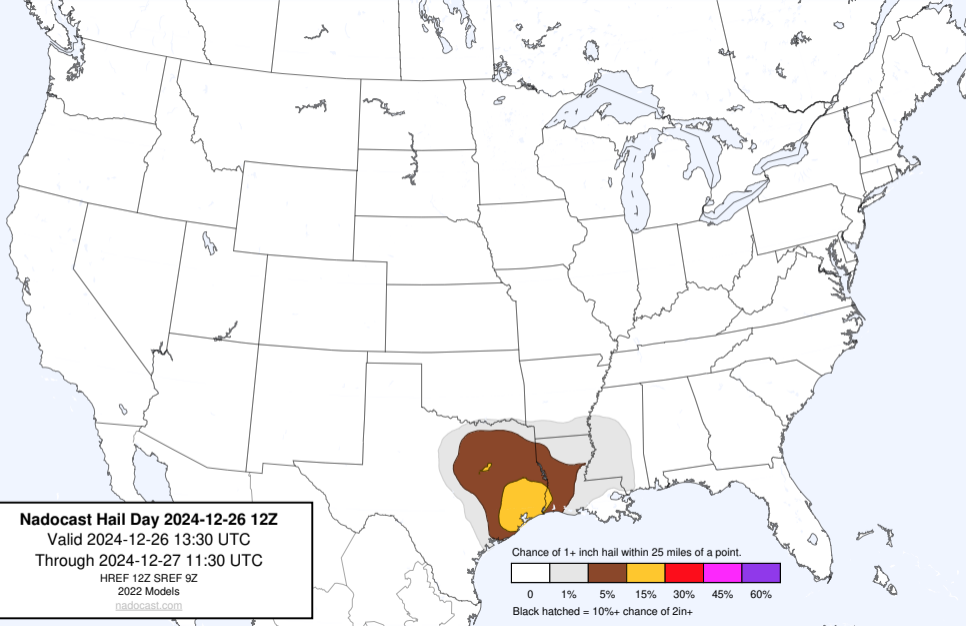 Nadocast Hail Day 2024-12-26 12Z
Valid 2024-12-26 13:30 UTC
Through 2024-12-27 11:30 UTC
HREF 12Z SREF 9Z
2022 Models
nadocast.com
Chance of 1+ inch hail within 25 miles of a point.
0 1% 5% 15% 30% 45% 60%
Black hatched = 10%+ chance of 2in+